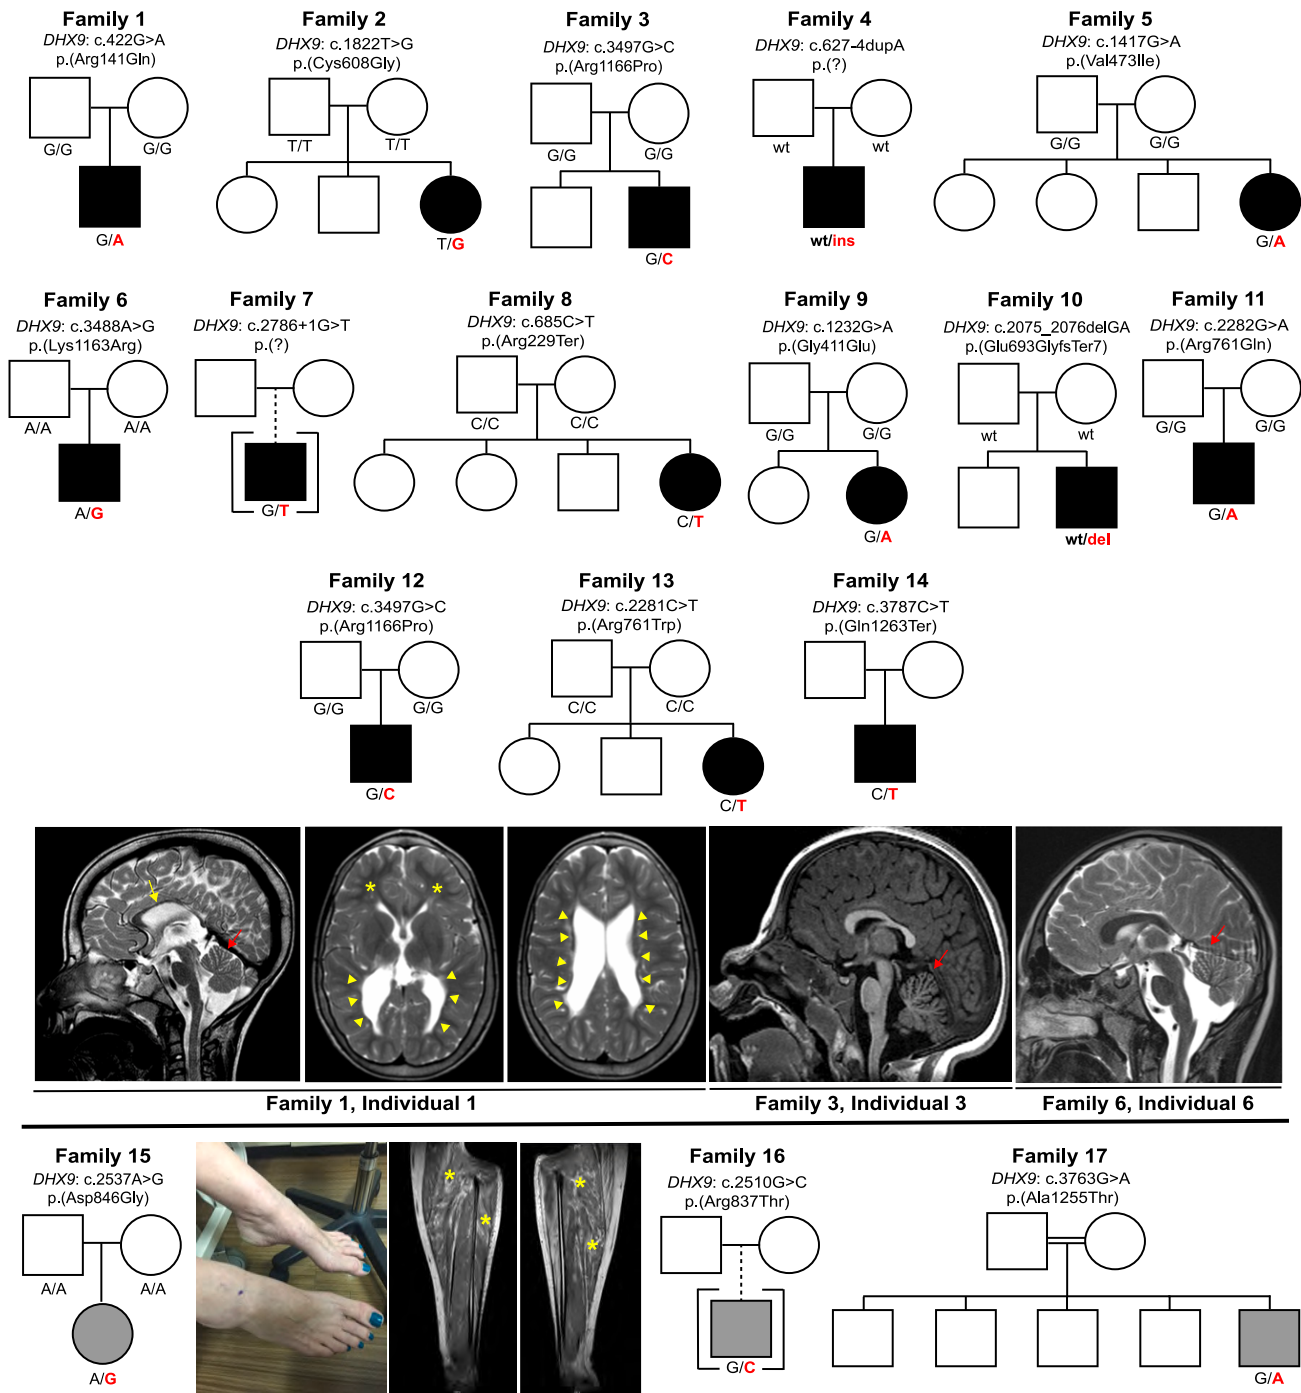 Family 1
DHX9: c.422G>A
p.(Arg141Gln)
G/G
G/G
G/A
Family 2
DHX9: c.1822T>G
p.(Cys608Gly)
T/T
T/T
T/G
Family 3
DHX9: c.3497G>C
p.(Arg1166Pro)
G/G
G/G
G/C
Family 4
DHX9: c.627-4dupA
p.(?)
wt
wt
wt/ins
Family 5
DHX9: c.1417G>A
p.(Val473Ile)
G/G
G/G
G/A
Family 6
DHX9: c.3488A>G
p.(Lys1163Arg)
A/A
A/A
A/G
Family 7
DHX9: c.2786+1G>T
p.(?)
G/T
Family 8
DHX9: c.685C>T
p.(Arg229Ter)
C/C
C/C
C/T
Family 9
DHX9: c.1232G>A
p.(Gly411Glu)
G/G
G/G
G/A
Family 10
DHX9: c.2075_2076delGA
p.(Glu693GlyfsTer7)
wt
wt
wt/del
Family 11
DHX9: c.2282G>A
p.(Arg761Gln)
G/G
G/G
G/A
Family 12
DHX9: c.3497G>C
p.(Arg1166Pro)
G/G
G/G
G/C
Family 13
DHX9: c.2281C>T
p.(Arg761Trp)
C/C
C/C
C/T
Family 14
DHX9: c.3787C>T
p.(Gln1263Ter)
C/T
Family 1, Individual 1
Family 3, Individual 3
Family 6, Individual 6
Family 15
DHX9: c.2537A>G
p.(Asp846Gly)
A/A
A/A
A/G
Family 16
DHX9: c.2510G>C
p.(Arg837Thr)
G/C
Family 17
DHX9: c.3763G>A
p.(Ala1255Thr)
G/A